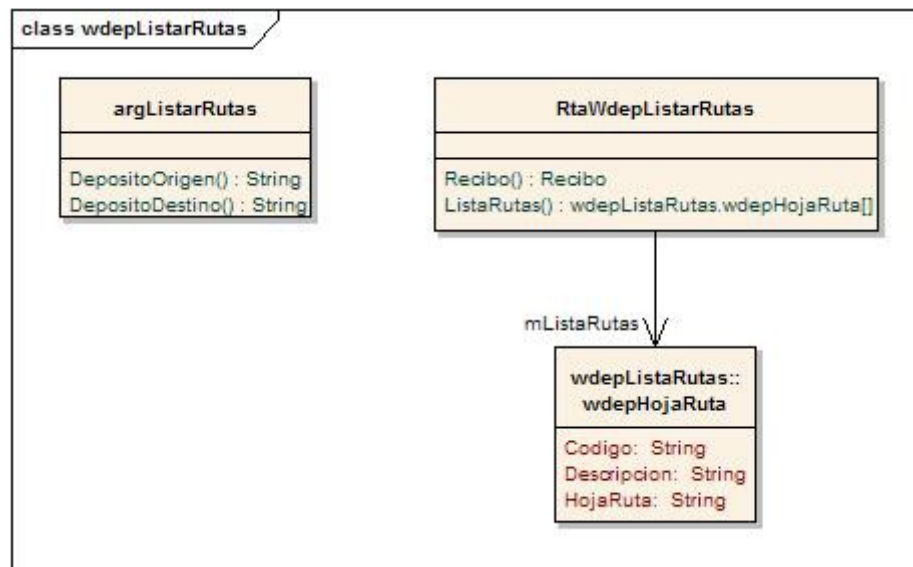 class wdepListarRutas
argListarRutas
DepositoOrigen() : String
DepositoDestino() : String
RtaWdepListarRutas
Recibo() : Recibo
ListaRutas() : wdepListaRutas.wdepHojaRuta[]
mListaRutas
wdepListaRutas::
wdepHojaRuta
Codigo: String
Descripcion: String
HojaRuta: String